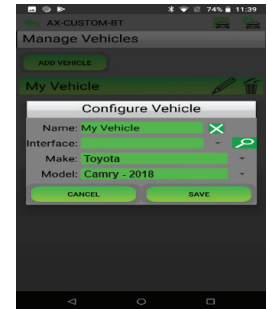 74% 11:39
AX-CUSTOM-BT
Manage Vehicles
ADD VEHICLE
My Vehicle
Configure Vehicle
Name: My Vehicle
Interface:
Make: Toyota
Model: Camry - 2018
CANCEL SAVE